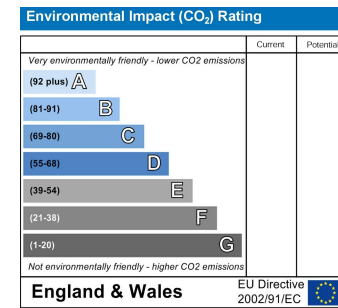 Environmental Impact (CO₂) Rating
Current Potential
Very environmentally friendly - lower CO2 emissions
(92 plus) A
(81-91) B
(69-80) C
(55-68) D
(39-54) E
(21-38) F
(1-20) G
Not environmentally friendly - higher CO2 emissions
England & Wales
EU Directive
2002/91/EC